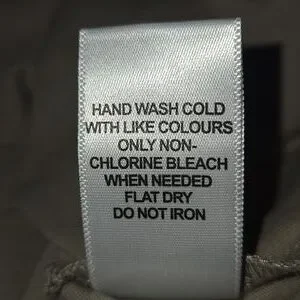 HAND WASH COLD
WITH LIKE COLOURS
ONLY NON-
CHLORINE BLEACH
WHEN NEEDED
FLAT DRY
DO NOT IRON